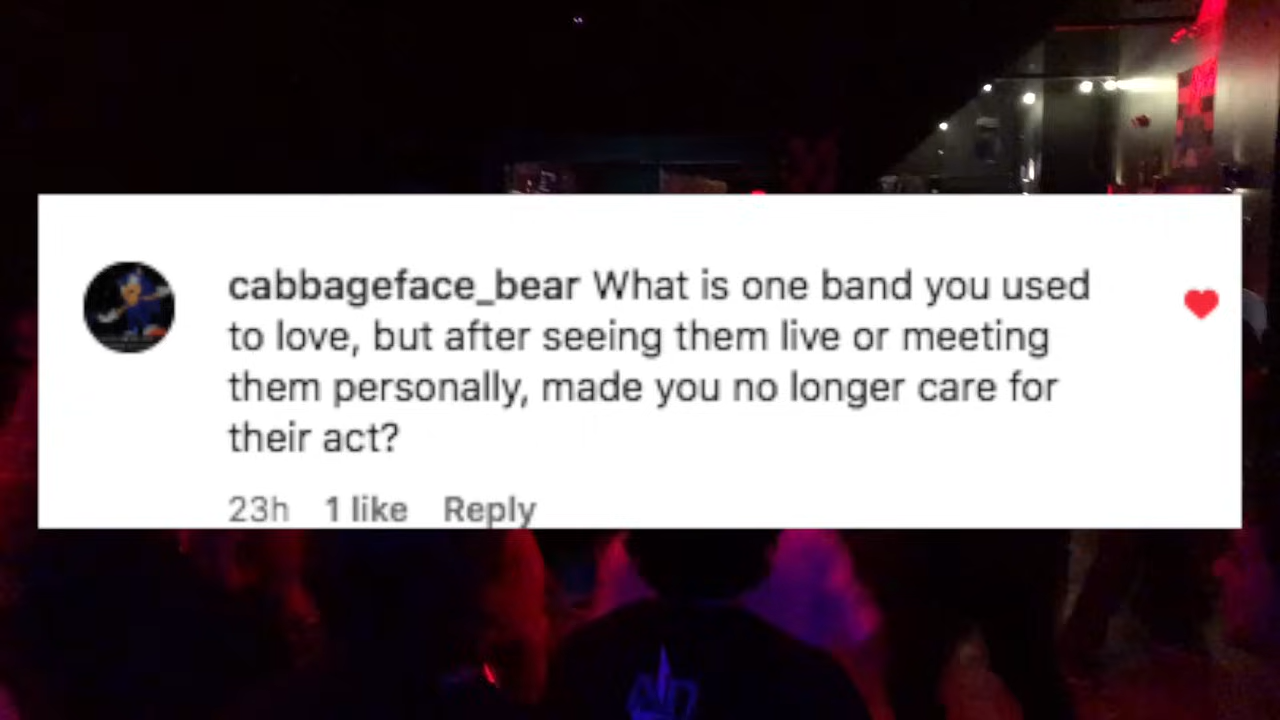 cabbageface_bear What is one band you used
to love, but after seeing them live or meeting
them personally, made you no longer care for
their act?
23h 1 like Reply